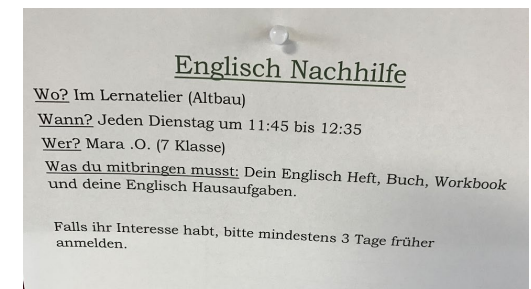 Englisch Nachhilfe
Wo? Im Lernatelier (Altbau)
Wann? Jeden Dienstag um 11:45 bis 12:35
Wer? Mara .O. (7 Klasse)
Was du mitbringen musst: Dein Englisch Heft, Buch, Workbook
und deine Englisch Hausaufgaben.
Falls ihr Interesse habt, bitte mindestens 3 Tage früher
anmelden.